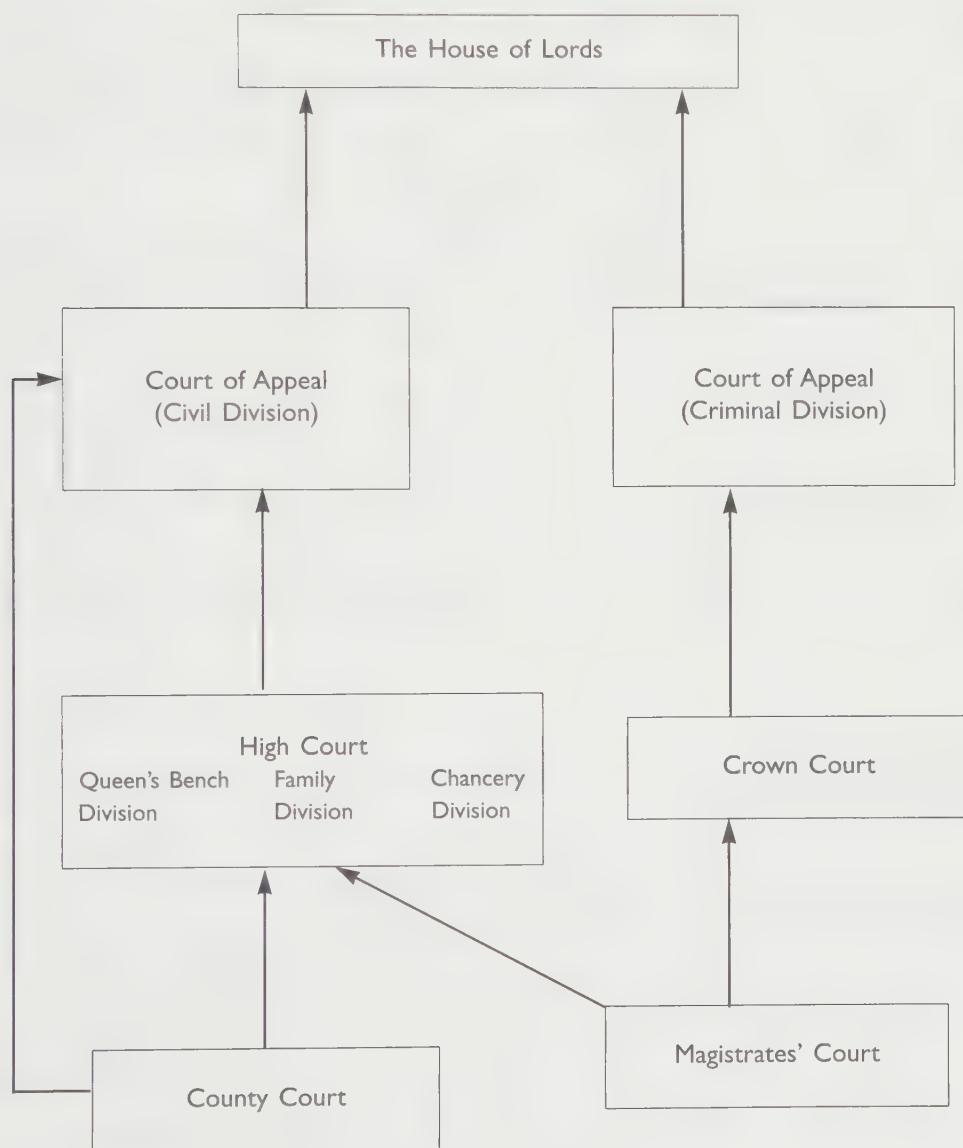 The House of Lords
Court of Appeal
(Civil Division)
Court of Appeal
(Criminal Division)
High Court
Queen's Bench
Division
Family
Division
Chancery
Division
Crown Court
Magistrates' Court
County Court